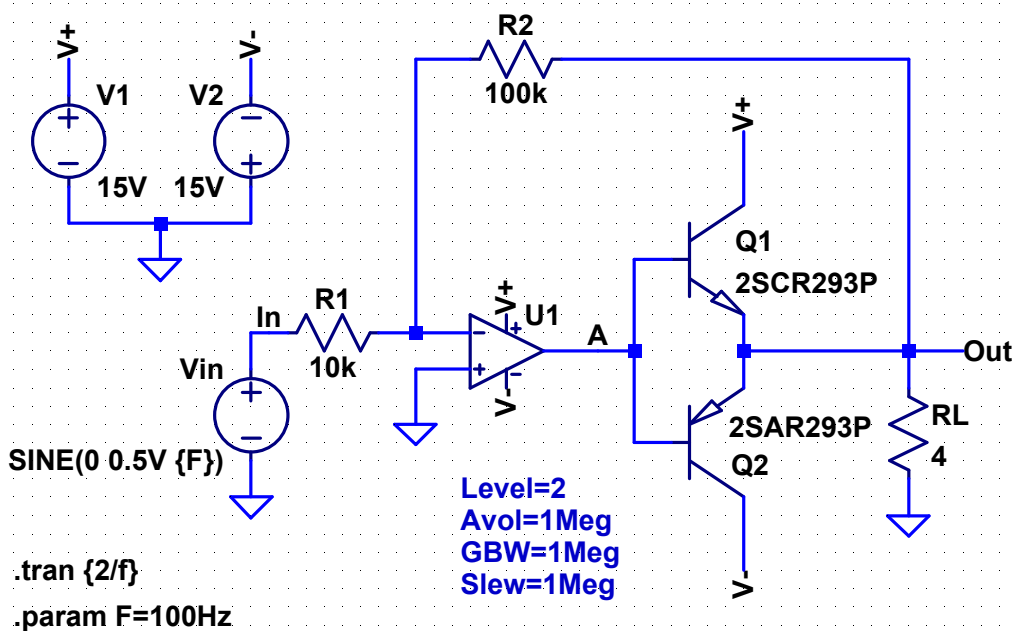 V+
V-
R2
100k
V1
V2
15V
15V
V+
Q1
2SCR293P
R1
In
10k
V+
U1
A
Out
Vin
V-
2SAR293P
Q2
RL
4
SINE(0 0.5V {F})
Level=2
Avol=1Meg
GBW=1Meg
Slew=1Meg
V-
.tran {2/f}
.param F=100Hz